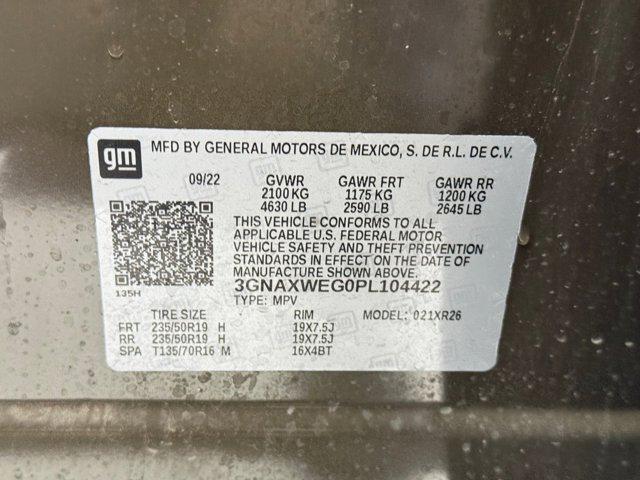 gm MFD BY GENERAL MOTORS DE MEXICO, S. DE R.L. DE C.V.
09/22 GVWR GAWR FRT GAWR RR
2100 KG 1175 KG 1200 KG
4630 LB 2590 LB 2645 LB
THIS VEHICLE CONFORMS TO ALL
APPLICABLE U.S. FEDERAL MOTOR
VEHICLE SAFETY AND THEFT PREVENTION
STANDARDS IN EFFECT ON THE DATE OF
MANUFACTURE SHOWN ABOVE.
135H 3GNAXWEG0PL104422
TYPE: MPV
TIRE SIZE RIM MODEL: 021XR26
FRT 235/50R19 H 19X7.5J
RR 235/50R19 H 19X7.5J
SPA T135/70R16 M 16X4BT